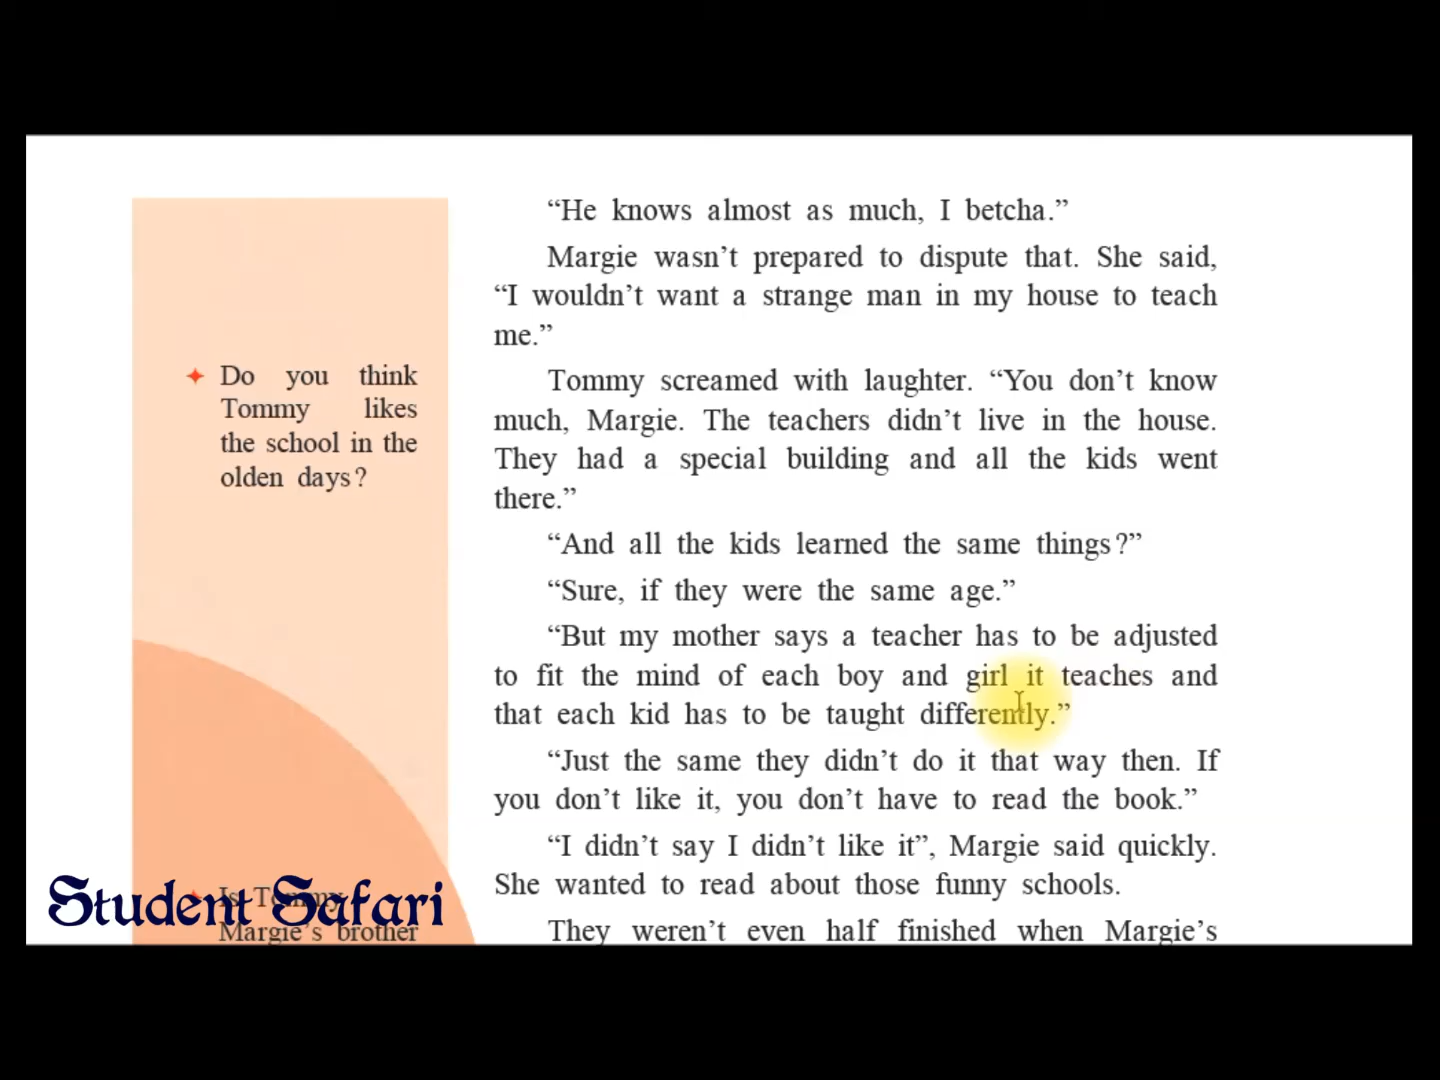 “He knows almost as much, I betcha.”
Margie wasn’t prepared to dispute that. She said,
“I wouldn’t want a strange man in my house to teach
me.”
Tommy screamed with laughter. “You don’t know
much, Margie. The teachers didn’t live in the house.
They had a special building and all the kids went
there.”
“And all the kids learned the same things?”
“Sure, if they were the same age.”
“But my mother says a teacher has to be adjusted
to fit the mind of each boy and girl it teaches and
that each kid has to be taught differently.”
“Just the same they didn’t do it that way then. If
you don’t like it, you don’t have to read the book.”
“I didn’t say I didn’t like it”, Margie said quickly.
She wanted to read about those funny schools.
They weren’t even half finished when Margie’s
Do you think
Tommy likes
the school in the
olden days?
Is Tommy
Margie’s brother
Student Safari